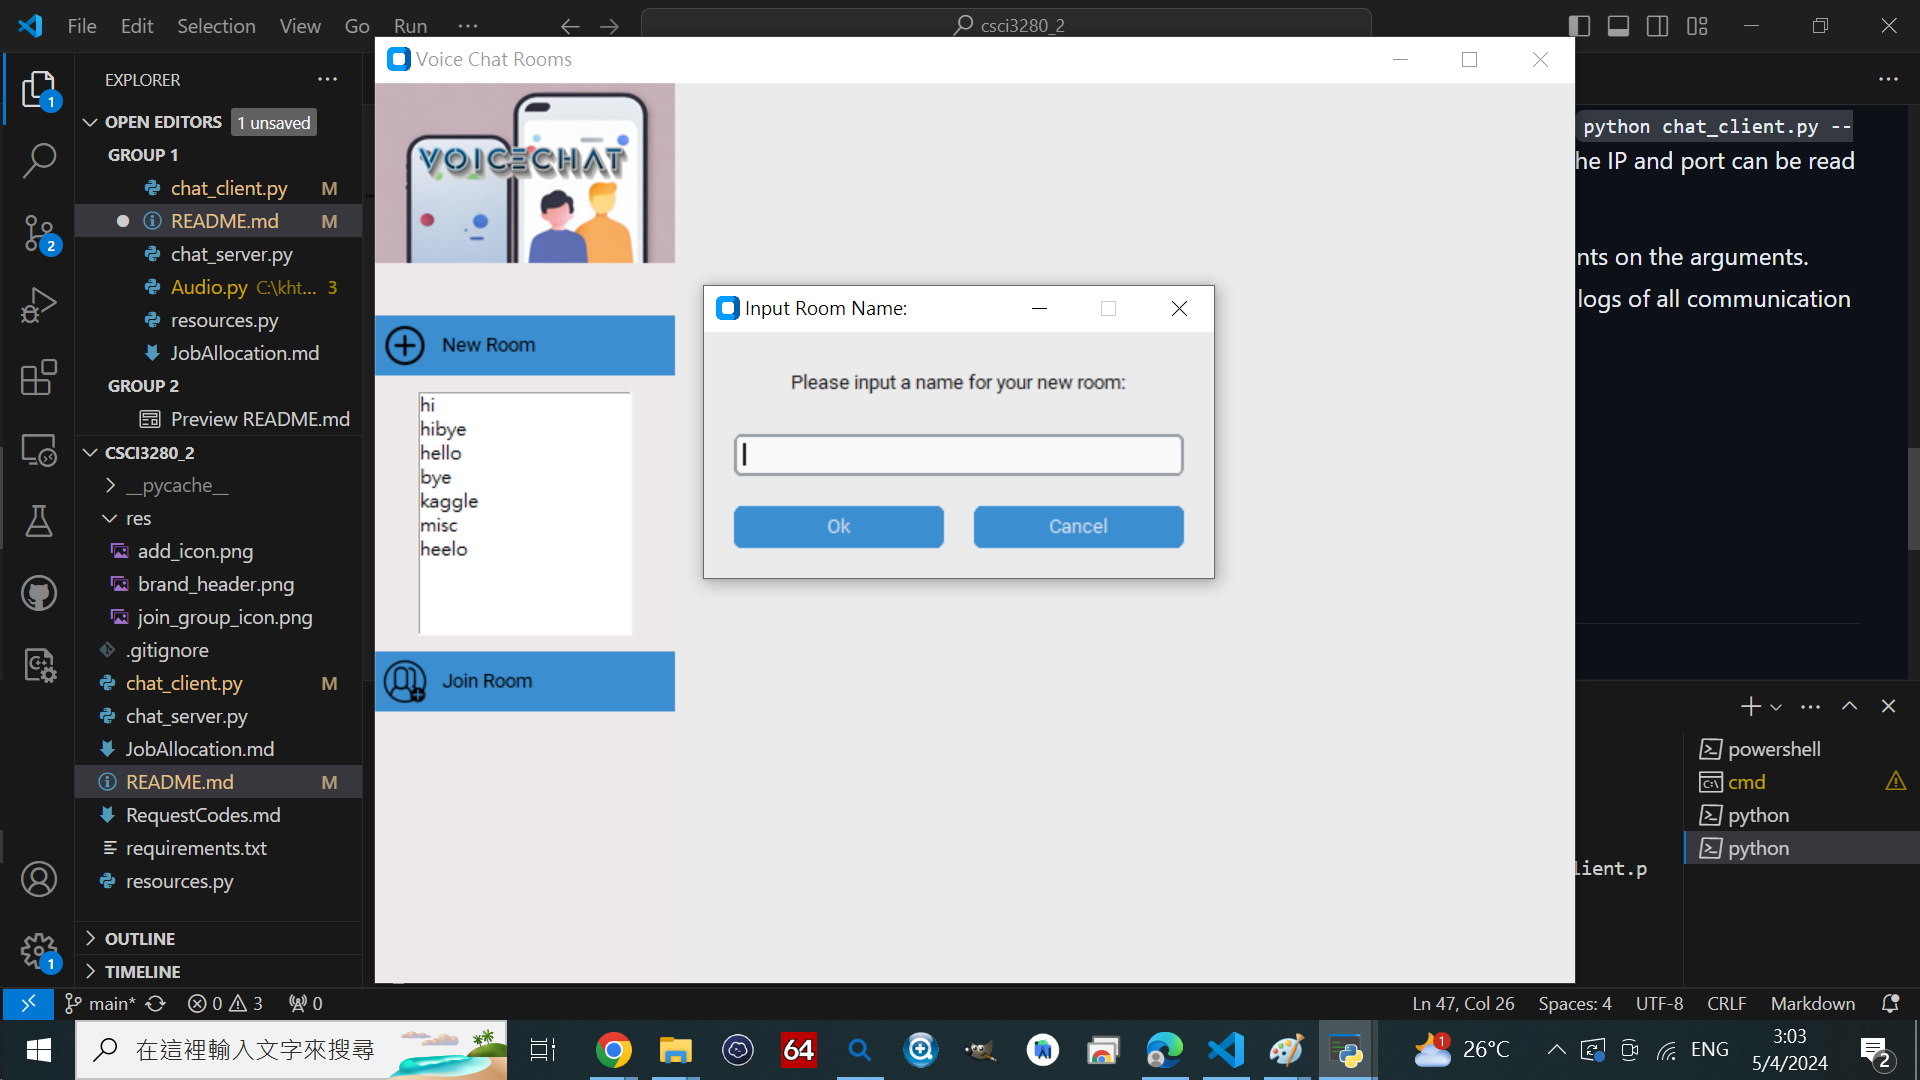 File Edit Selection View Go Run ··· csci3280_2
Voice Chat Rooms
EXPLORER
OPEN EDITORS 1 unsaved
GROUP 1
chat_client.py M
README.md M
chat_server.py
Audio.py C:\kht... 3
resources.py
JobAllocation.md
GROUP 2
Preview README.md
CSCI3280_2
__pycache__
res
add_icon.png
brand_header.png
join_group_icon.png
.gitignore
chat_client.py M
chat_server.py
JobAllocation.md
README.md M
RequestCodes.md
requirements.txt
resources.py
OUTLINE
TIMELINE
1
2
1
VOICECHAT
New Room
hi
hibye
hello
bye
kaggle
misc
heelo
Join Room
Input Room Name:
Please input a name for your new room:
Ok Cancel
python chat_client.py --
he IP and port can be read
nts on the arguments.
logs of all communication
powershell
cmd
python
python
lient.p
main* 0 3 0
Ln 47, Col 26 Spaces: 4 UTF-8 CRLF Markdown
在這裡輸入文字來搜尋
64
1 26°C ENG
3:03
5/4/2024
2